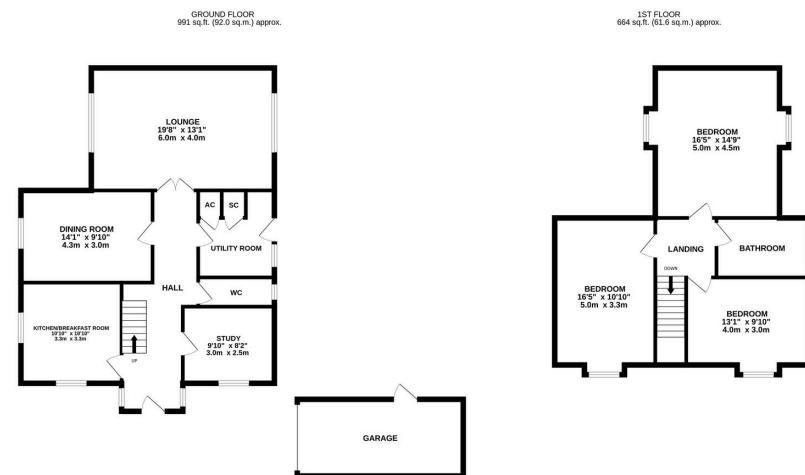 GROUND FLOOR
991 sq.ft. (92.0 sq.m.) approx.
1ST FLOOR
664 sq.ft. (61.6 sq.m.) approx.
LOUNGE
19'8" x 13'1"
6.0m x 4.0m
AC
SC
DINING ROOM
14'1" x 9'10"
4.3m x 3.0m
UTILITY ROOM
HALL
WC
KITCHEN/BREAKFAST ROOM
10'10" x 10'10"
3.3m x 3.3m
UP
STUDY
9'10" x 8'2"
3.0m x 2.5m
GARAGE
BEDROOM
16'5" x 14'9"
5.0m x 4.5m
LANDING
BATHROOM
DOWN
BEDROOM
16'5" x 10'10"
5.0m x 3.3m
BEDROOM
13'1" x 9'10"
4.0m x 3.0m